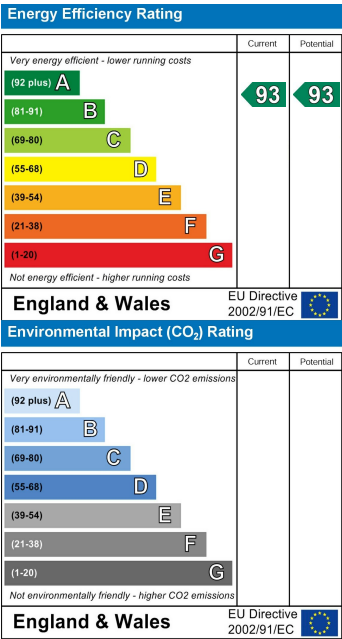 Energy Efficiency Rating
Current Potential
Very energy efficient - lower running costs
(92 plus) A
93 93
(81-91) B
(69-80) C
(55-68) D
(39-54) E
(21-38) F
(1-20) G
Not energy efficient - higher running costs
England & Wales
EU Directive
2002/91/EC
Environmental Impact (CO₂) Rating
Current Potential
Very environmentally friendly - lower CO2 emissions
(92 plus) A
(81-91) B
(69-80) C
(55-68) D
(39-54) E
(21-38) F
(1-20) G
Not environmentally friendly - higher CO2 emissions
England & Wales
EU Directive
2002/91/EC